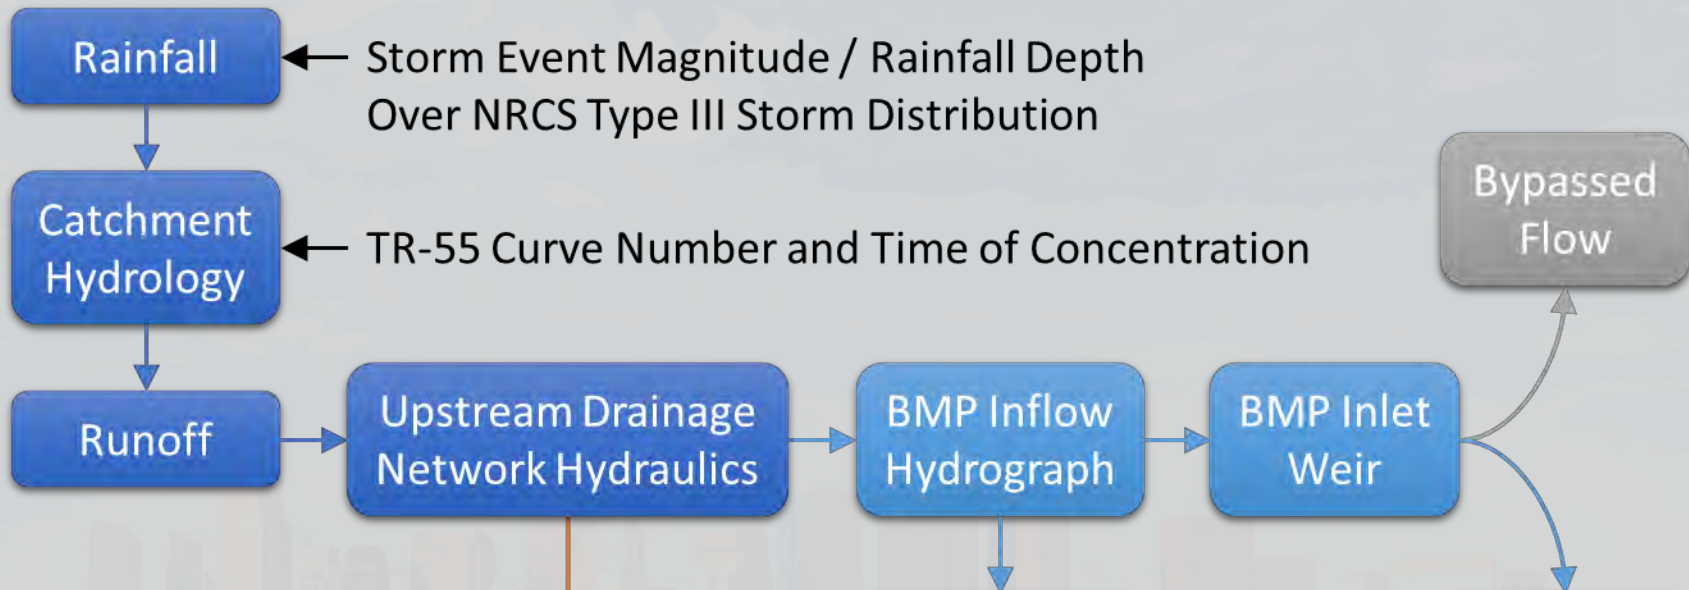 Rainfall
Storm Event Magnitude / Rainfall Depth
Over NRCS Type III Storm Distribution
Catchment
Hydrology
TR-55 Curve Number and Time of Concentration
Bypassed
Flow
Runoff
Upstream Drainage
Network Hydraulics
BMP Inflow
Hydrograph
BMP Inlet
Weir